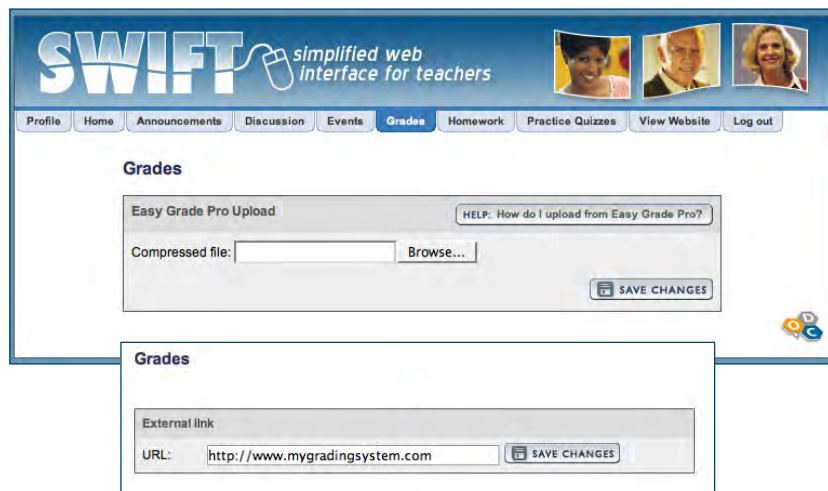 SWIFT simplified web
interface for teachers
Profile Home Announcements Discussion Events Grades Homework Practice Quizzes View Website Log out
Grades
Easy Grade Pro Upload HELP: How do I upload from Easy Grade Pro?
Compressed file: Browse...
SAVE CHANGES
ODC
Grades
External link
URL: http://www.mygradingsystem.com SAVE CHANGES